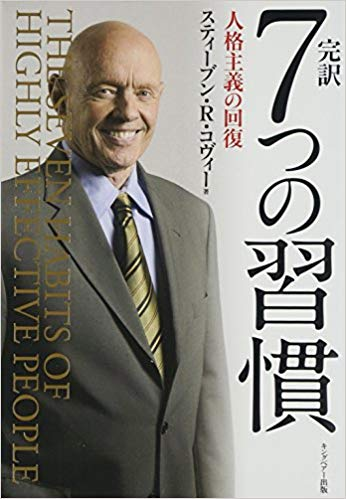 完訳
7つの習慣
人格主義の回復
スティーブン・R・コヴィー著
THE SEVEN HABITS OF
HIGHLY EFFECTIVE PEOPLE
キングベアー出版